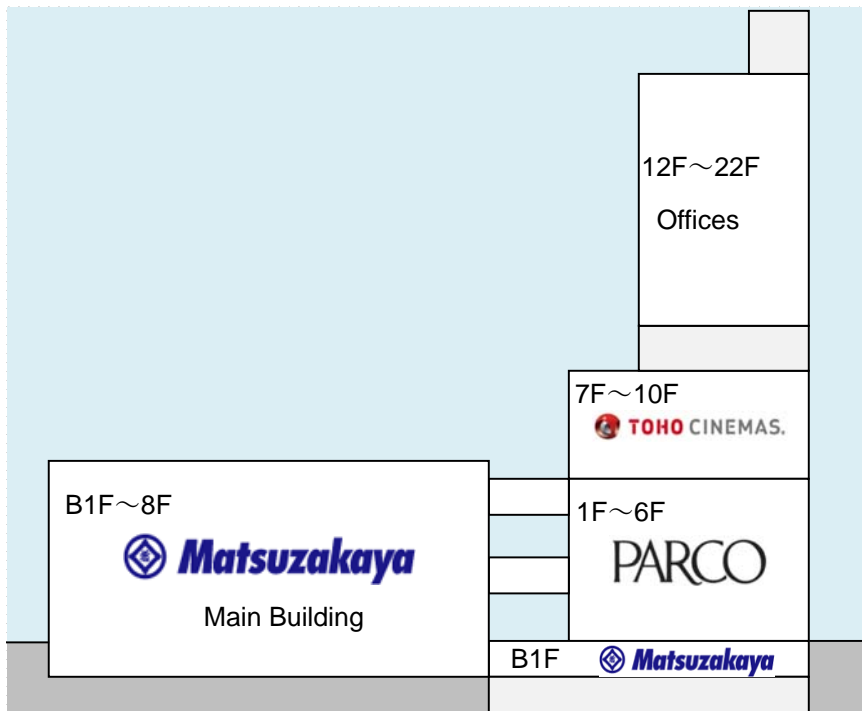 12F～22F
Offices
7F～10F
TOHO CINEMAS.
B1F～8F
Matsuzakaya
Main Building
1F～6F
PARCO
B1F Matsuzakaya